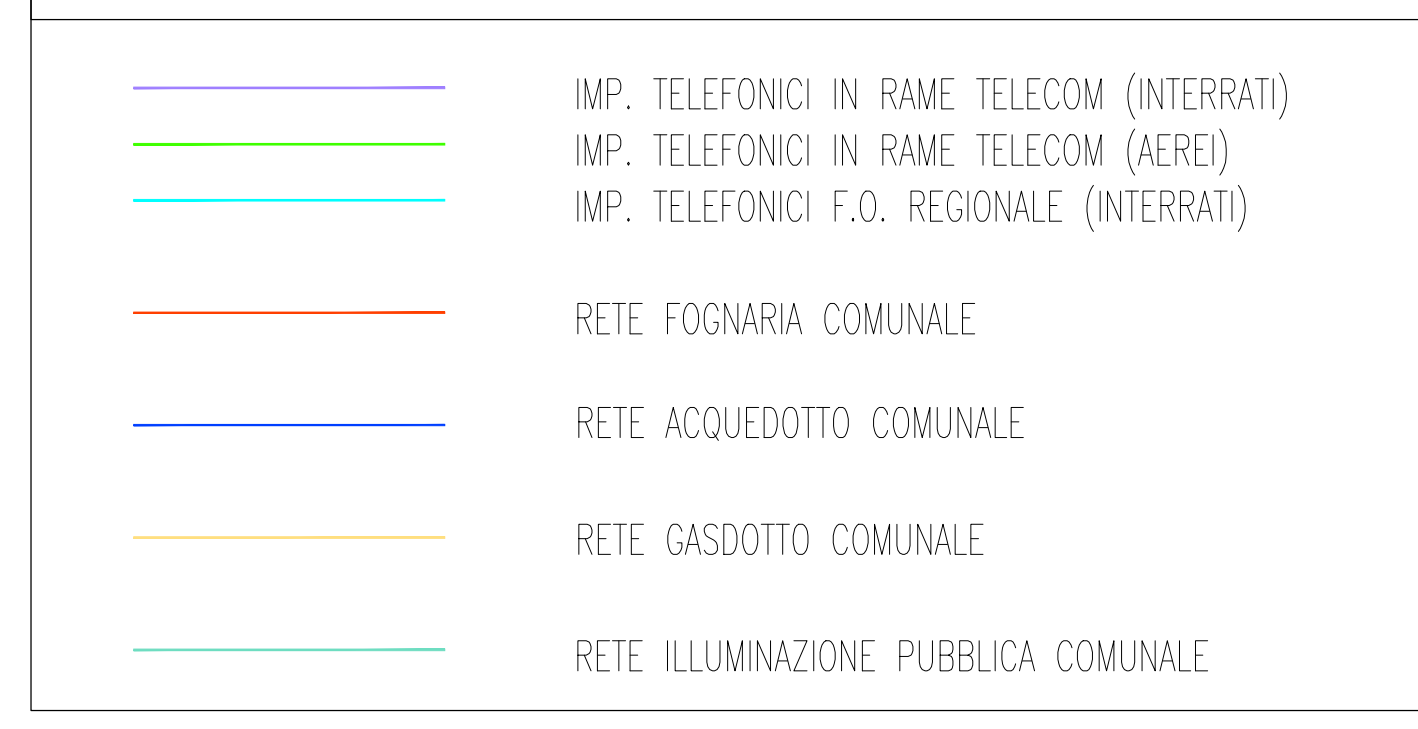 IMP. TELEFONICI IN RAME TELECOM (INTERRATI)
IMP. TELEFONICI IN RAME TELECOM (AEREI)
IMP. TELEFONICI F.O. REGIONALE (INTERRATI)
RETE FOGNARIA COMUNALE
RETE ACQUEDOTTO COMUNALE
RETE GASDOTTO COMUNALE
RETE ILLUMINAZIONE PUBBLICA COMUNALE